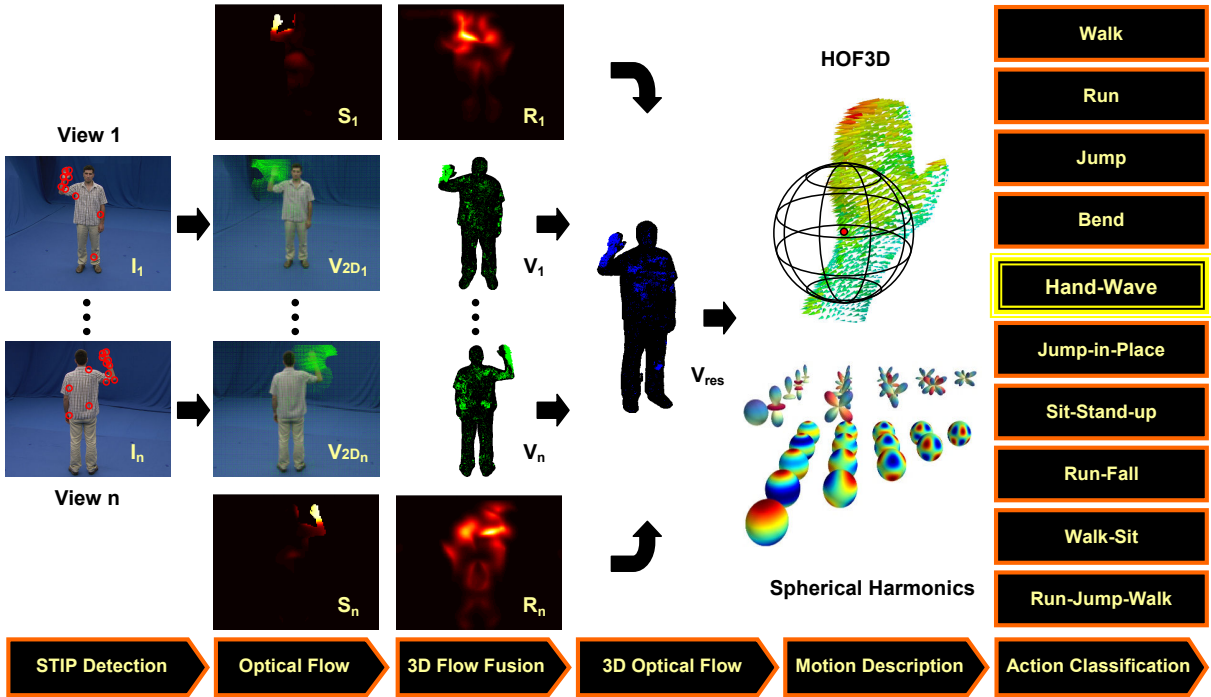 S1
R1
HOF3D
Walk
Run
Jump
Bend
Hand-Wave
Jump-in-Place
Sit-Stand-up
Run-Fall
Walk-Sit
Run-Jump-Walk
View 1
I1
V2D1
V1
Vres
In
V2Dn
Vn
View n
Sn
Rn
Spherical Harmonics
STIP Detection
Optical Flow
3D Flow Fusion
3D Optical Flow
Motion Description
Action Classification